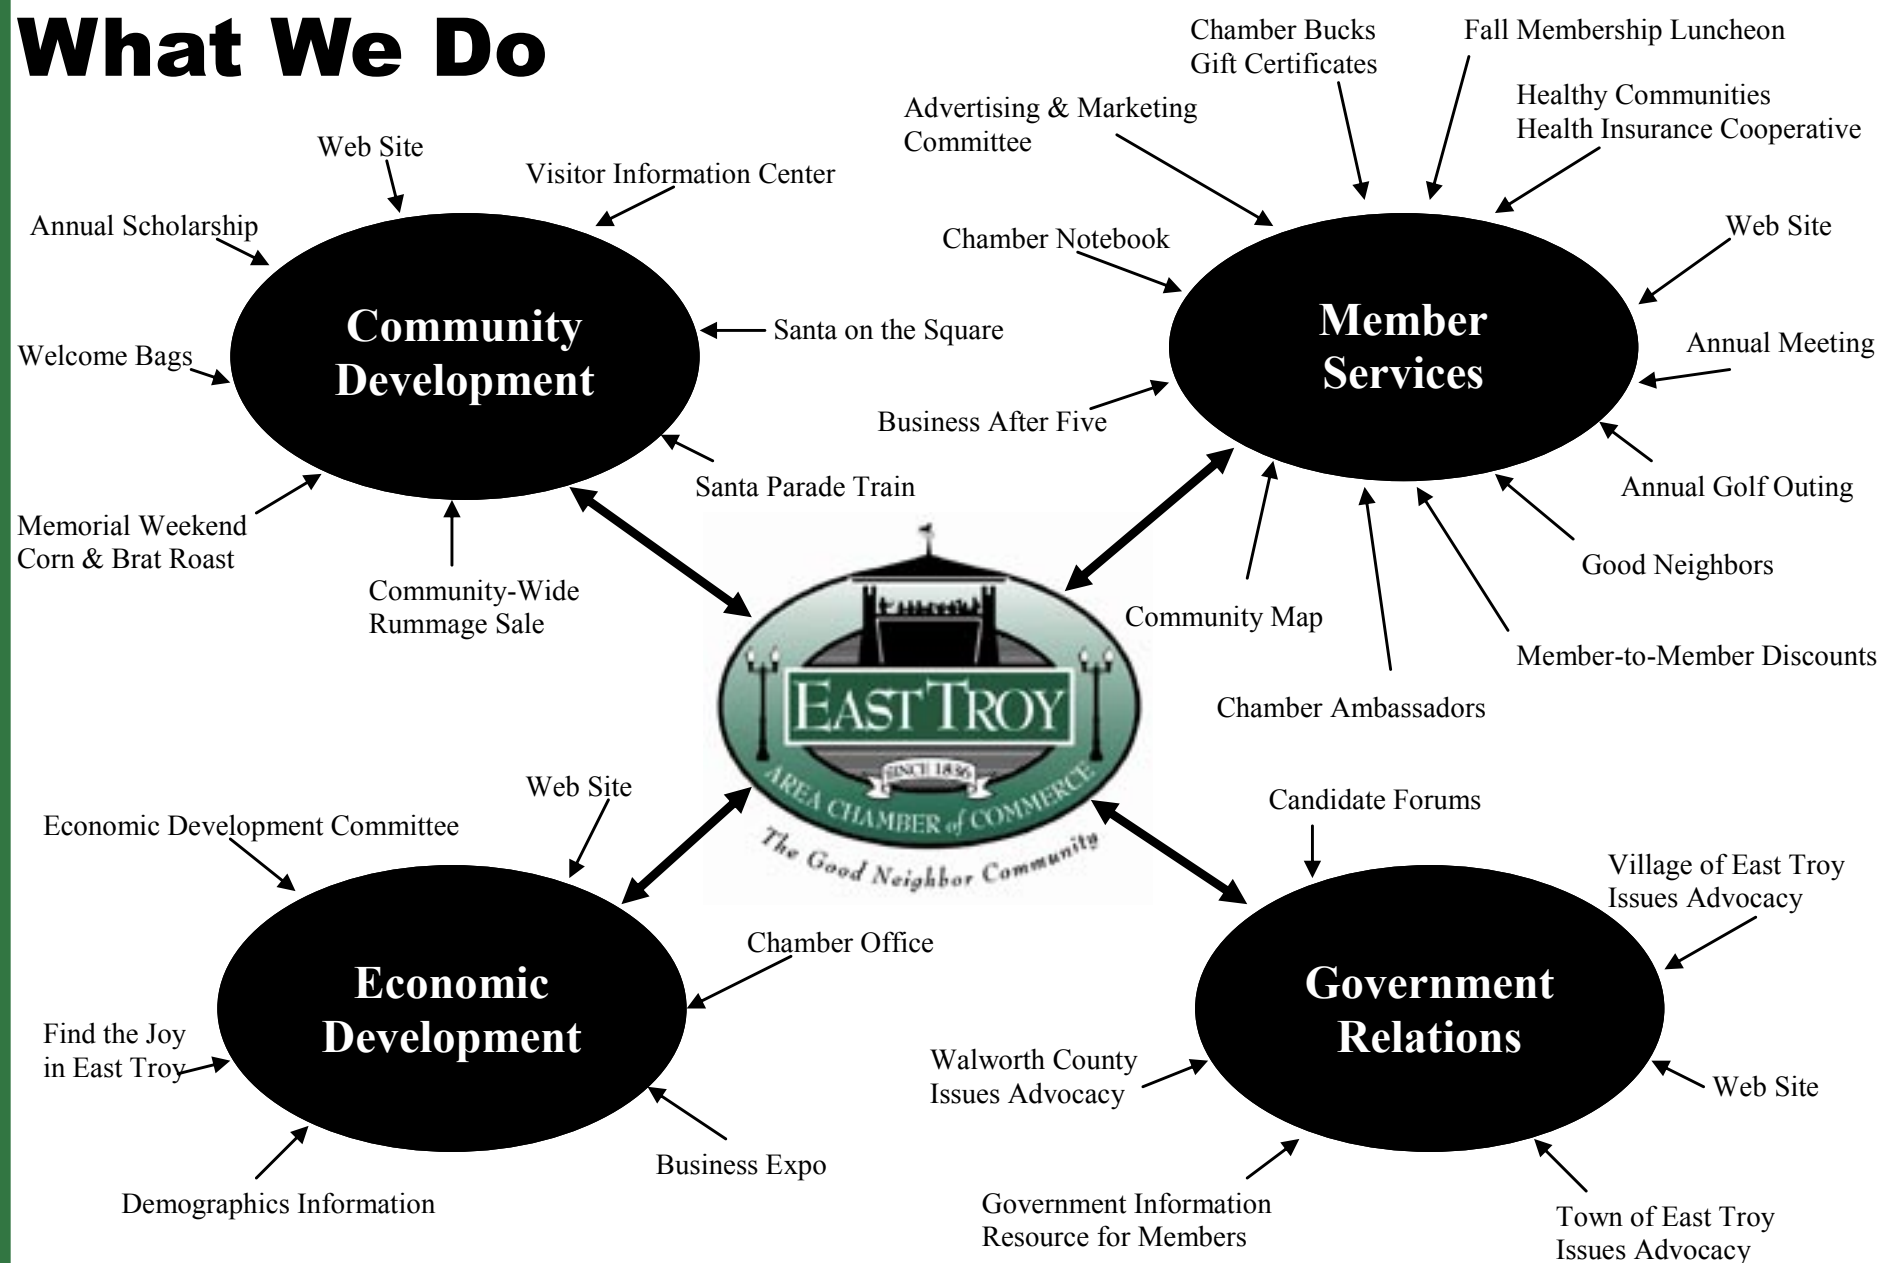 What We Do
Web Site
Visitor Information Center
Annual Scholarship
Community
Development
Santa on the Square
Welcome Bags
Santa Parade Train
Memorial Weekend
Corn & Brat Roast
Community-Wide
Rummage Sale
Chamber Bucks
Gift Certificates
Fall Membership Luncheon
Advertising & Marketing
Committee
Healthy Communities
Health Insurance Cooperative
Chamber Notebook
Web Site
Member
Services
Annual Meeting
Business After Five
Annual Golf Outing
Good Neighbors
Community Map
Member-to-Member Discounts
Chamber Ambassadors
EAST TROY
SINCE 1836
AREA CHAMBER of COMMERCE
The Good Neighbor Community
Web Site
Economic Development Committee
Chamber Office
Economic
Development
Find the Joy
in East Troy
Business Expo
Demographics Information
Candidate Forums
Village of East Troy
Issues Advocacy
Government
Relations
Walworth County
Issues Advocacy
Web Site
Government Information
Resource for Members
Town of East Troy
Issues Advocacy